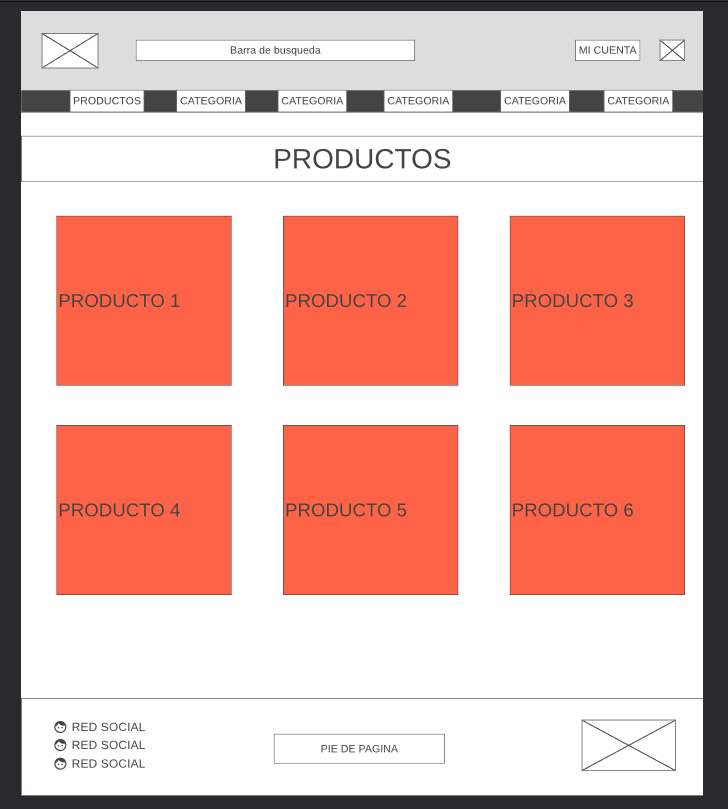 Barra de busqueda
MI CUENTA
PRODUCTOS
CATEGORIA
CATEGORIA
CATEGORIA
CATEGORIA
CATEGORIA
PRODUCTOS
PRODUCTO 1
PRODUCTO 2
PRODUCTO 3
PRODUCTO 4
PRODUCTO 5
PRODUCTO 6
RED SOCIAL
RED SOCIAL
RED SOCIAL
PIE DE PAGINA